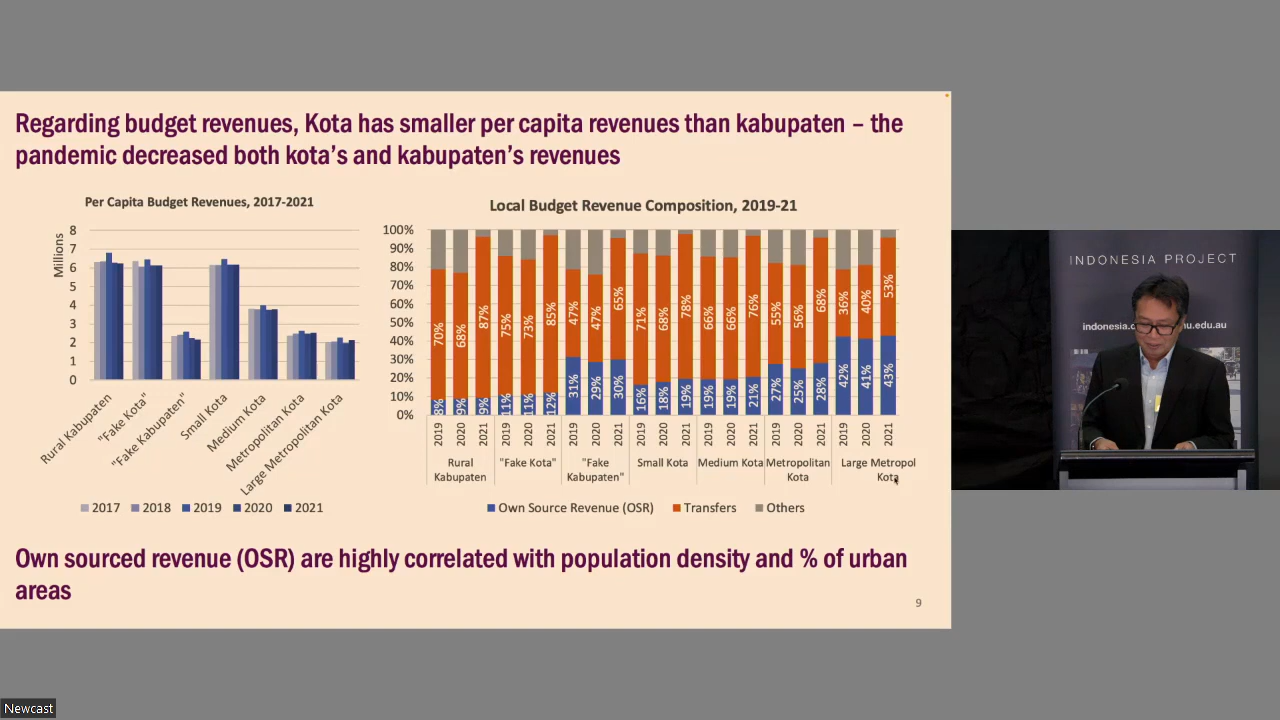 Regarding budget revenues, Kota has smaller per capita revenues than kabupaten – the
pandemic decreased both kota's and kabupaten's revenues
Per Capita Budget Revenues, 2017-2021
Millions
8
7
6
5
4
3
2
1
0
Rural Kabupaten
"Fake Kota"
"Fake Kabupaten"
Small Kota
Medium Kota
Metropolitan Kota
Large Metropolitan Kota
2017 2018 2019 2020 2021
Local Budget Revenue Composition, 2019-21
100%
90%
80%
70%
60%
50%
40%
30%
20%
10%
0%
70% 68% 87% 75% 73% 85% 47% 47% 65% 71% 68% 78% 66% 66% 76% 55% 56% 68% 36% 40% 53%
8% 9% 9% 11% 11% 12% 31% 29% 30% 16% 18% 19% 19% 19% 21% 27% 25% 28% 42% 41% 43%
2019 2020 2021 2019 2020 2021 2019 2020 2021 2019 2020 2021 2019 2020 2021 2019 2020 2021 2019 2020 2021
Rural Kabupaten
"Fake Kota"
"Fake Kabupaten"
Small Kota
Medium Kota
Metropolitan Kota
Large Metropol Kota
Own Source Revenue (OSR) Transfers Others
Own sourced revenue (OSR) are highly correlated with population density and % of urban
areas
9
INDONESIA PROJECT
Newcast